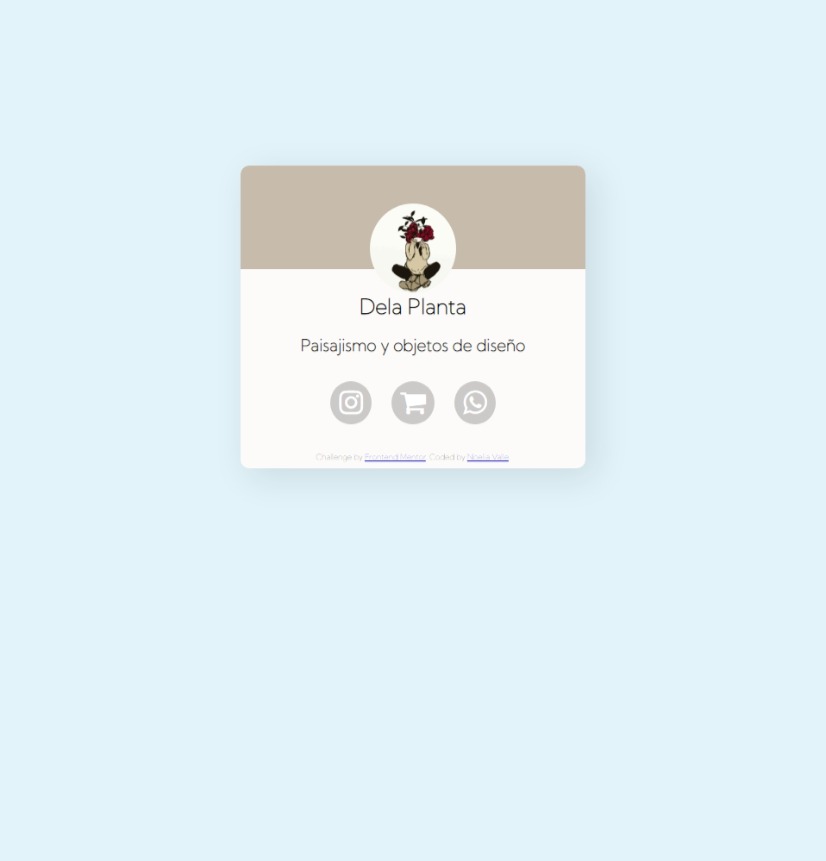 Dela Planta
Paisajismo y objetos de diseño
Challenge by Frontend Mentor. Coded by Noelia Valle